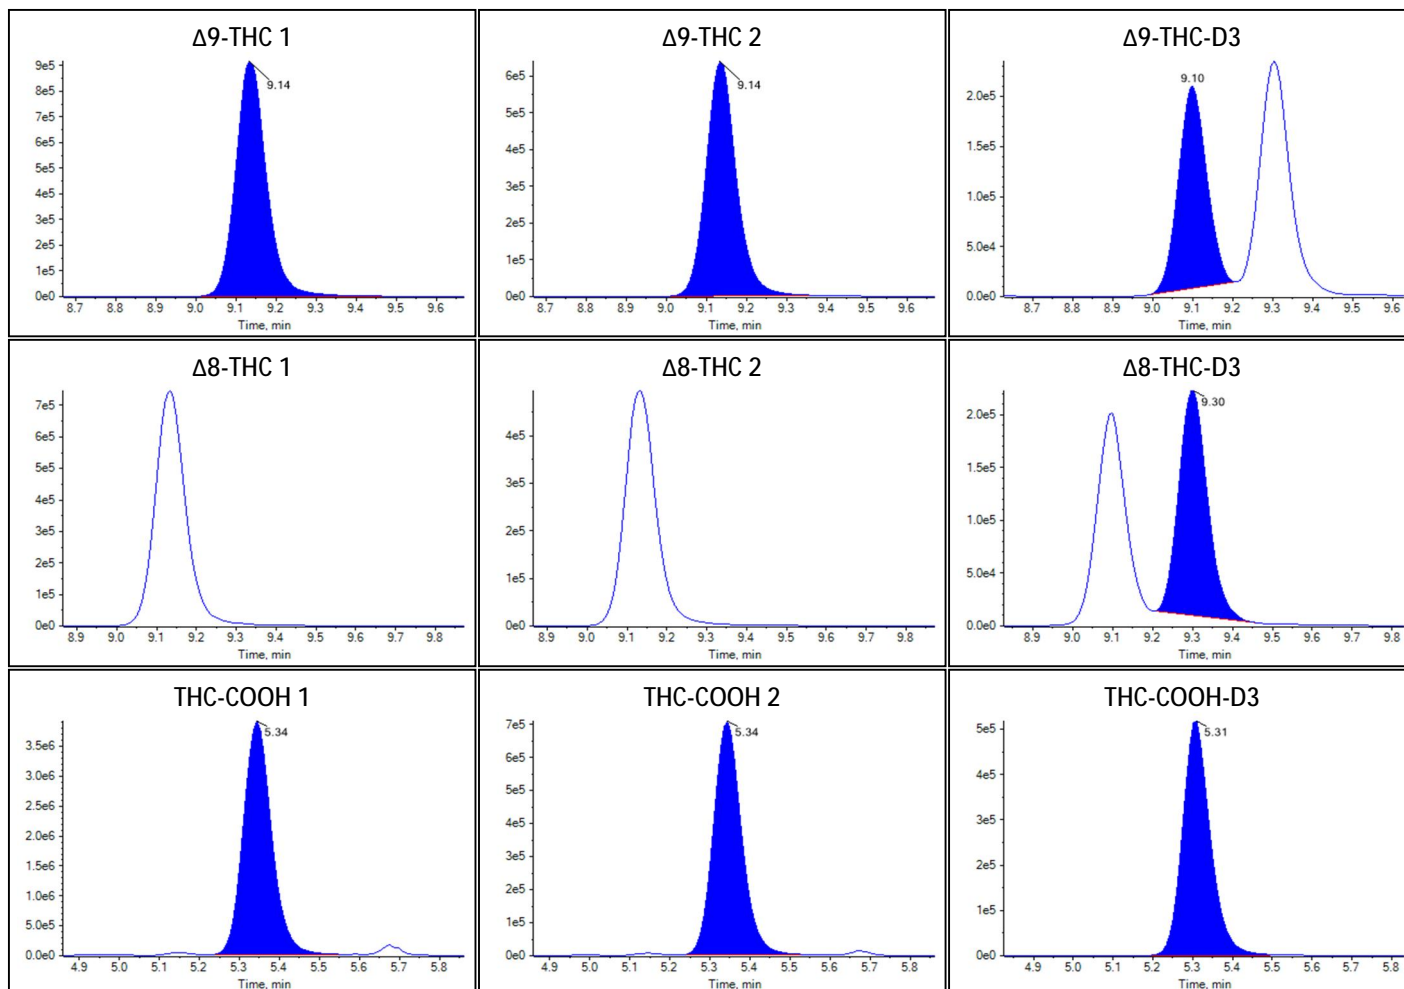 Δ9-THC 1
9e5
8e5
7e5
6e5
5e5
4e5
3e5
2e5
1e5
0e0
9.14
8.7 8.8 8.9 9.0 9.1 9.2 9.3 9.4 9.5 9.6
Time, min
Δ9-THC 2
6e5
5e5
4e5
3e5
2e5
1e5
0e0
9.14
8.7 8.8 8.9 9.0 9.1 9.2 9.3 9.4 9.5 9.6
Time, min
Δ9-THC-D3
2.0e5
1.5e5
1.0e5
5.0e4
0.0e0
9.10
8.7 8.8 8.9 9.0 9.1 9.2 9.3 9.4 9.5 9.6
Time, min
Δ8-THC 1
7e5
6e5
5e5
4e5
3e5
2e5
1e5
0e0
8.9 9.0 9.1 9.2 9.3 9.4 9.5 9.6 9.7 9.8
Time, min
Δ8-THC 2
4e5
3e5
2e5
1e5
0e0
8.9 9.0 9.1 9.2 9.3 9.4 9.5 9.6 9.7 9.8
Time, min
Δ8-THC-D3
2.0e5
1.5e5
1.0e5
5.0e4
0.0e0
9.30
8.9 9.0 9.1 9.2 9.3 9.4 9.5 9.6 9.7 9.8
Time, min
THC-COOH 1
3.5e6
3.0e6
2.5e6
2.0e6
1.5e6
1.0e6
5.0e5
0.0e0
5.34
4.9 5.0 5.1 5.2 5.3 5.4 5.5 5.6 5.7 5.8
Time, min
THC-COOH 2
7e5
6e5
5e5
4e5
3e5
2e5
1e5
0e0
5.34
4.9 5.0 5.1 5.2 5.3 5.4 5.5 5.6 5.7 5.8
Time, min
THC-COOH-D3
5e5
4e5
3e5
2e5
1e5
0e0
5.31
4.9 5.0 5.1 5.2 5.3 5.4 5.5 5.6 5.7 5.8
Time, min